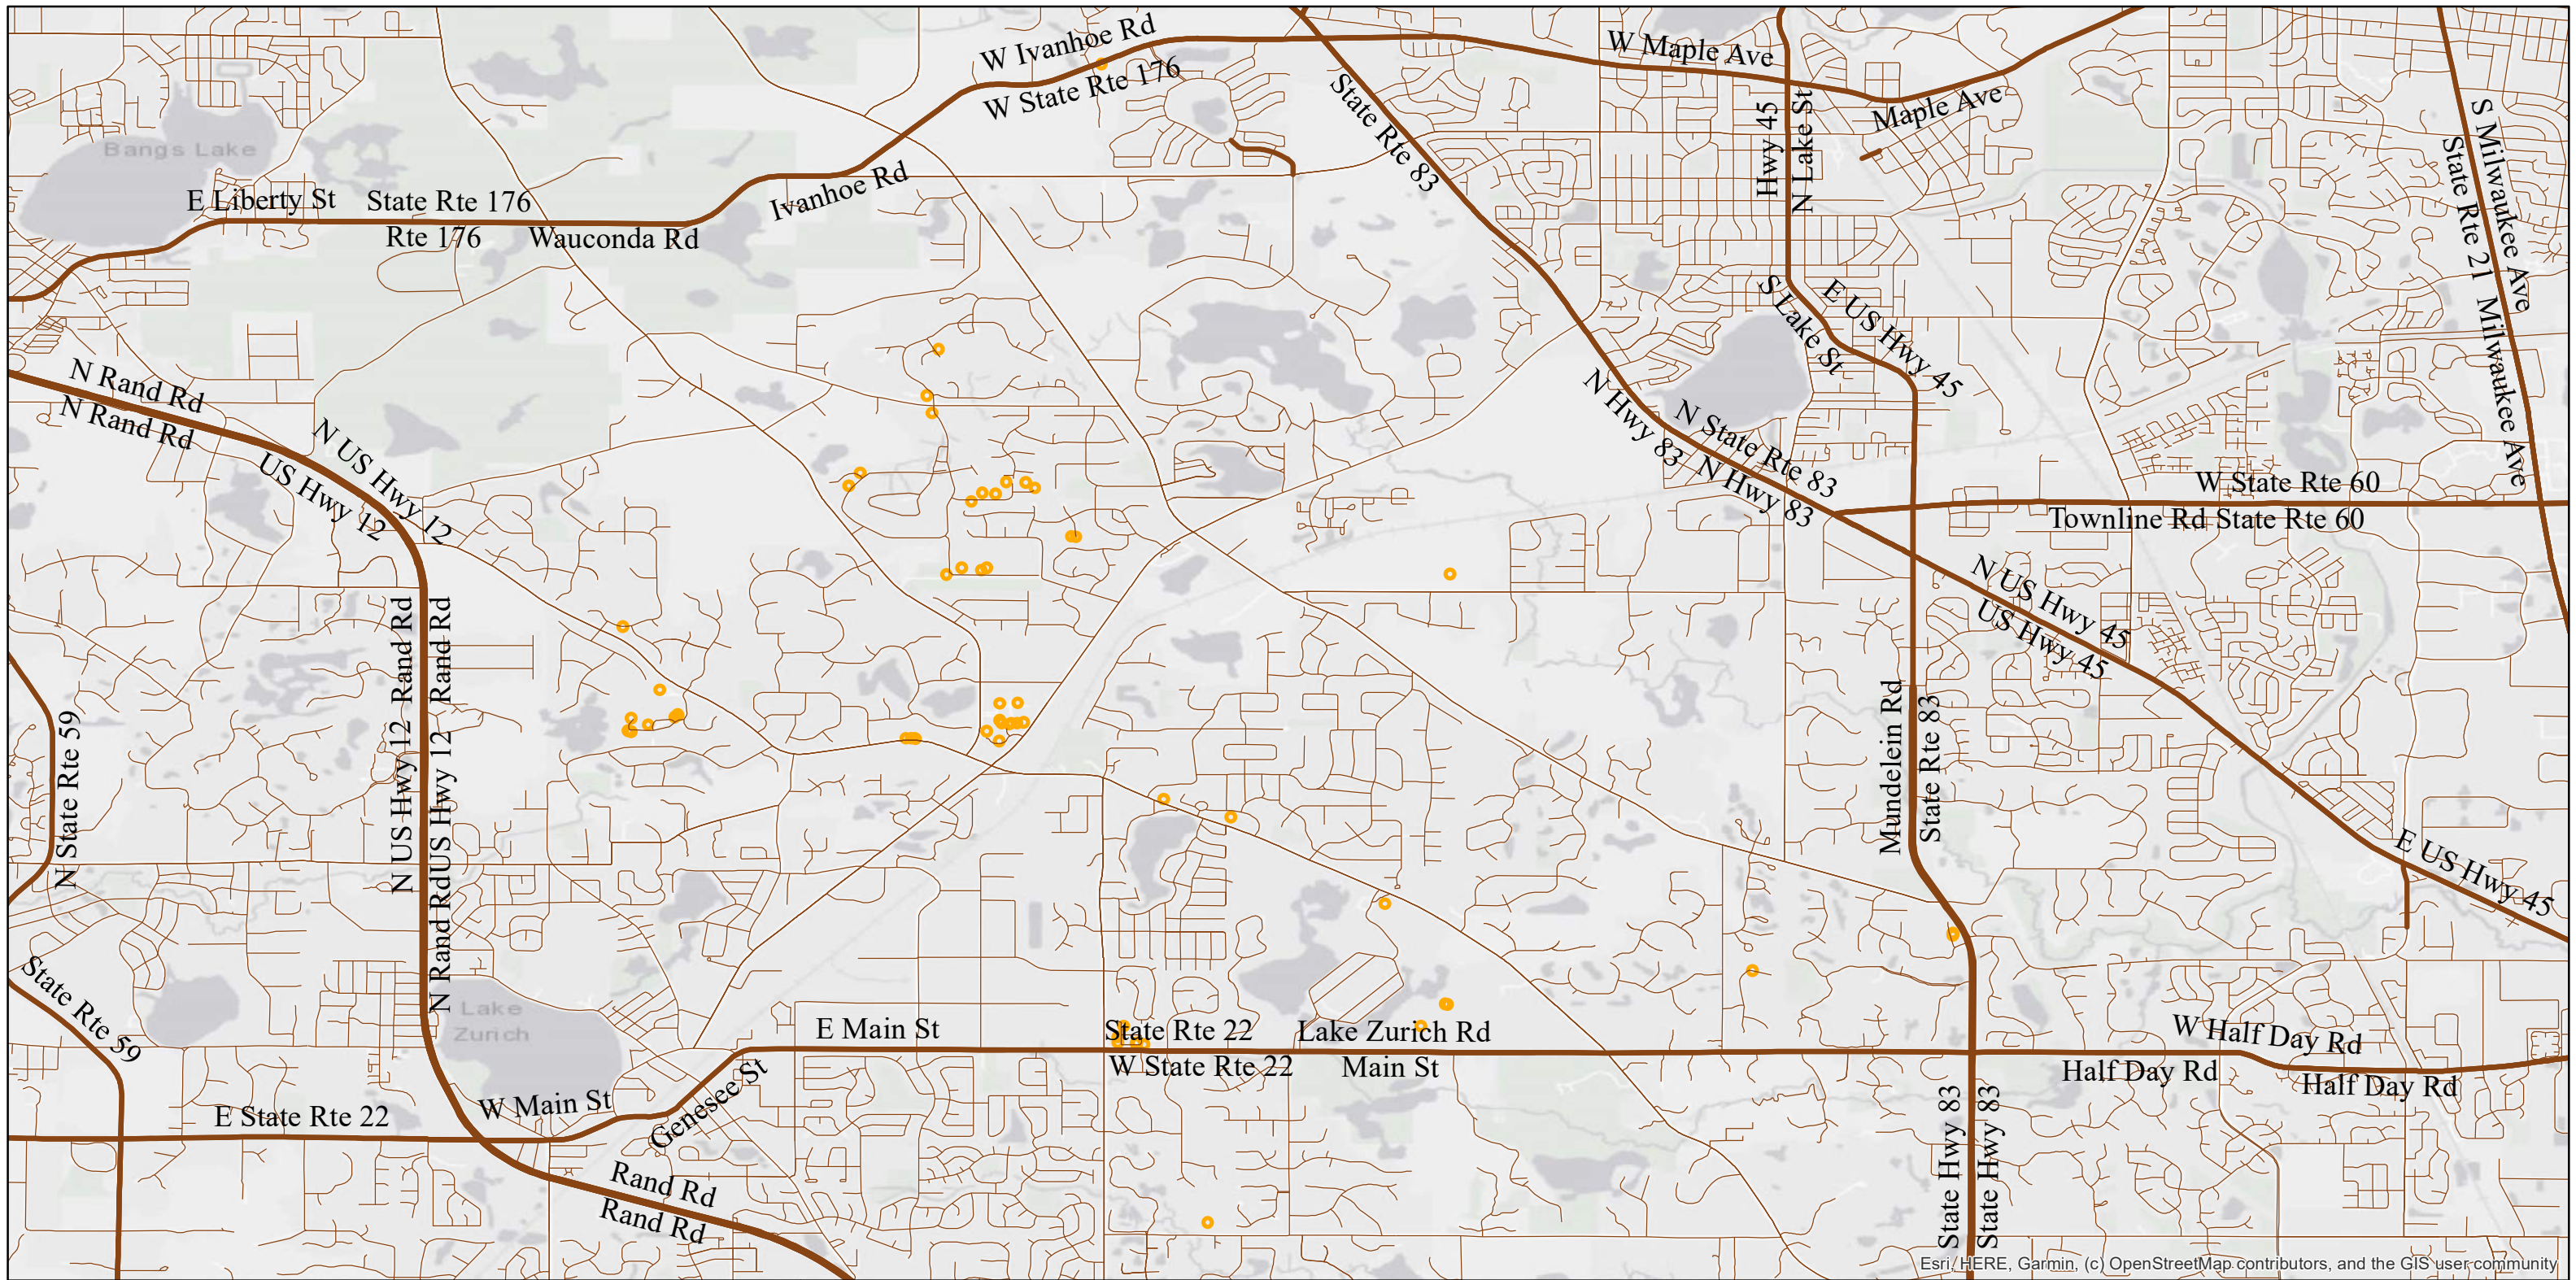 W Ivanhoe Rd
W State Rte 176
W Maple Ave
Maple Ave
State Rte 83
Hwy 45
N Lake St
S Milwaukee Ave
State Rte 21
Milwaukee Ave
Bangs Lake
E Liberty St
State Rte 176
Rte 176
Wauconda Rd
Ivanhoe Rd
S Lake St
E US Hwy 45
N Rand Rd
N Rand Rd
N US Hwy 12
US Hwy 12
N Hwy 83
N State Rte 83
N Hwy 83
W State Rte 60
Townline Rd State Rte 60
N US Hwy 45
US Hwy 45
N US Hwy 12 Rand Rd
N Rand RdUS Hwy 12 Rand Rd
N State Rte 59
Mundelein Rd
State Rte 83
E US Hwy 45
State Rte 59
Lake
Zurich
E Main St
State Rte 22
Lake Zurich Rd
W State Rte 22
Main St
W Half Day Rd
Half Day Rd
Half Day Rd
E State Rte 22
W Main St
Genesee St
Rand Rd
Rand Rd
State Hwy 83
State Hwy 83
Esri, HERE, Garmin, (c) OpenStreetMap contributors, and the GIS user community